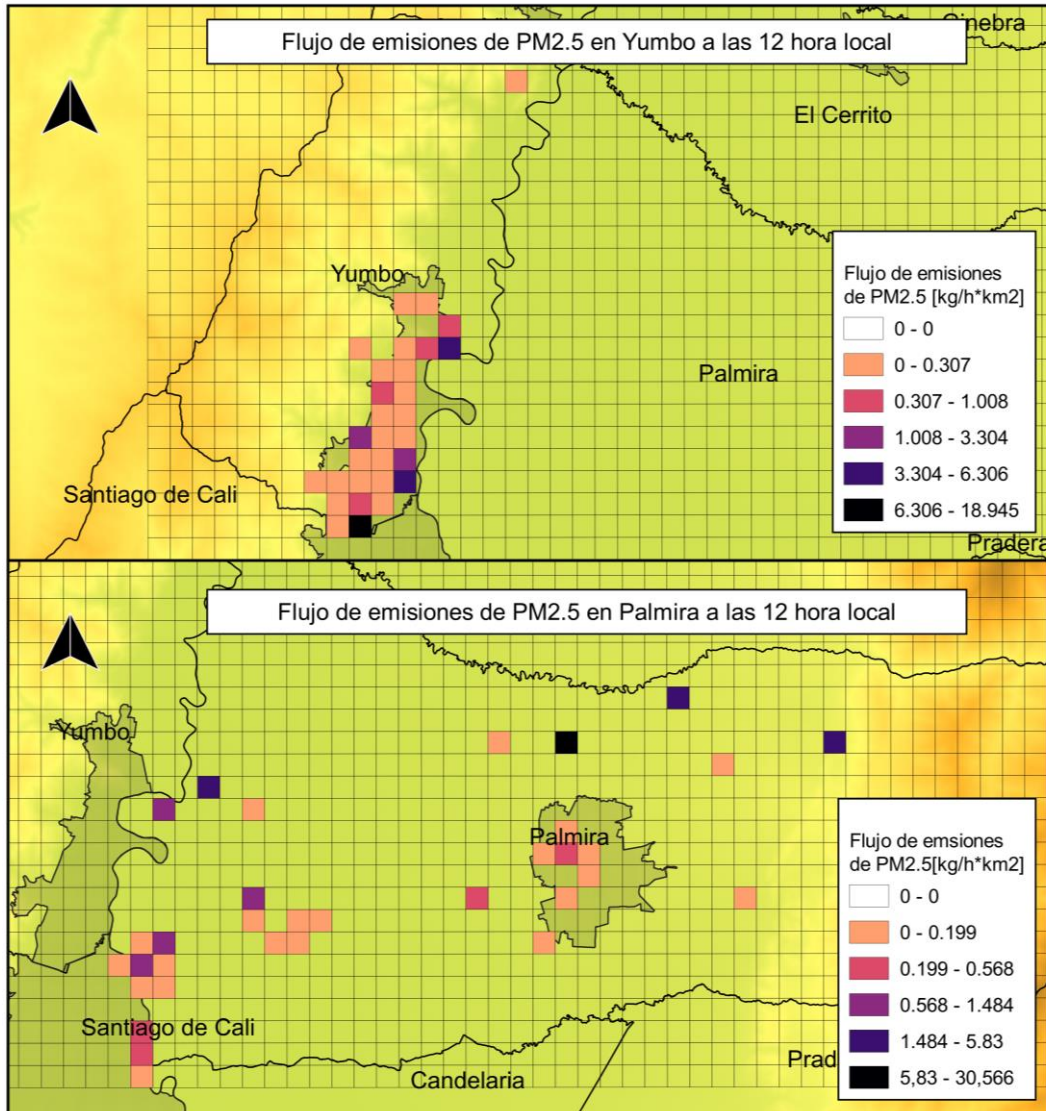 Ginebra
Flujo de emisiones de PM2.5 en Yumbo a las 12 hora local
El Cerrito
Yumbo
Palmira
Santiago de Cali
Flujo de emisiones
de PM2.5 [kg/h*km2]
0 - 0
0 - 0.307
0.307 - 1.008
1.008 - 3.304
3.304 - 6.306
6.306 - 18.945
Pradera
Flujo de emisiones de PM2.5 en Palmira a las 12 hora local
Yumbo
Palmira
Santiago de Cali
Candelaria
Prad
Flujo de emsiones
de PM2.5[kg/h*km2]
0 - 0
0 - 0.199
0.199 - 0.568
0.568 - 1.484
1.484 - 5.83
5,83 - 30,566